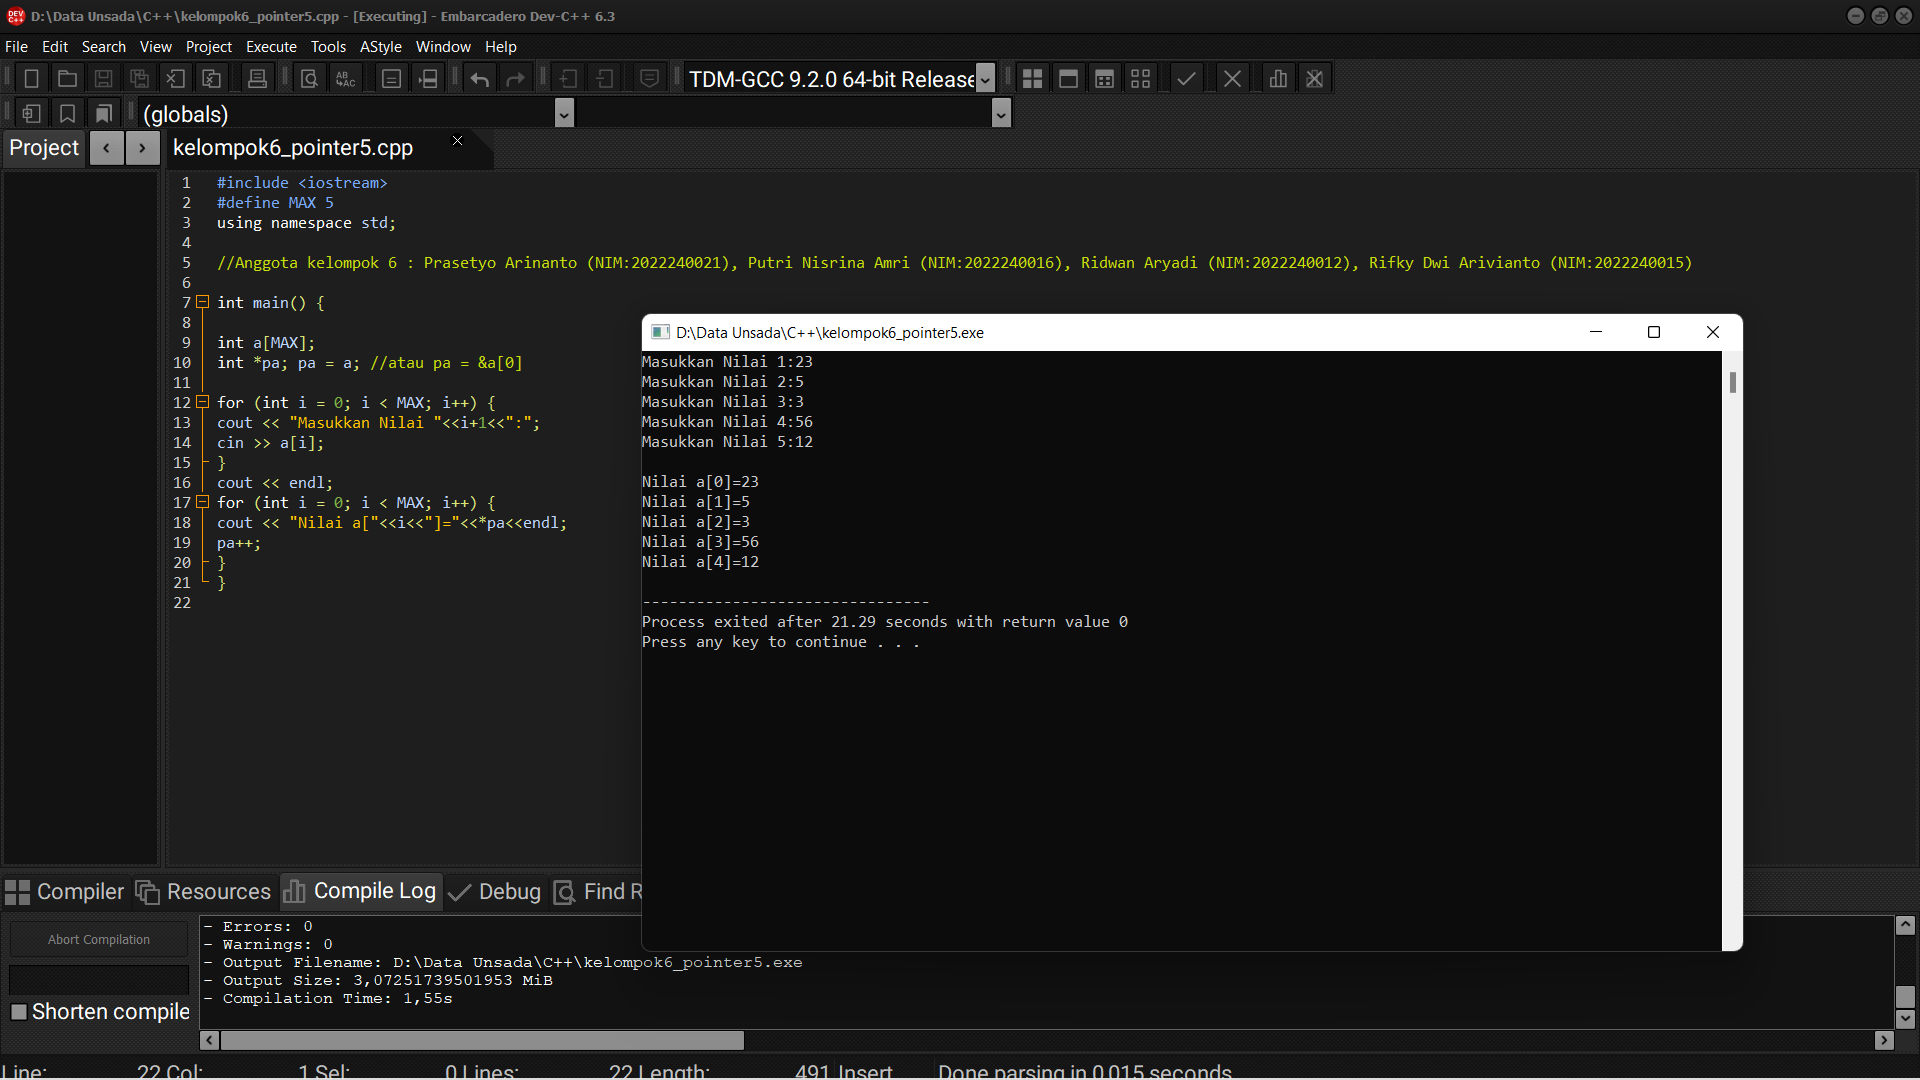 D:\Data Unsada\C++\kelompok6_pointer5.cpp - [Executing] - Embarcadero Dev-C++ 6.3
File Edit Search View Project Execute Tools AStyle Window Help
TDM-GCC 9.2.0 64-bit Release
(globals)
Project kelompok6_pointer5.cpp
1 #include <iostream>
2 #define MAX 5
3 using namespace std;
4
5 //Anggota kelompok 6 : Prasetyo Arinanto (NIM:2022240021), Putri Nisrina Amri (NIM:2022240016), Ridwan Aryadi (NIM:2022240012), Rifky Dwi Arivianto (NIM:2022240015)
6
7 int main() {
8
9 int a[MAX];
10 int *pa; pa = a; //atau pa = &a[0]
11
12 for (int i = 0; i < MAX; i++) {
13 cout << "Masukkan Nilai "<<i+1<<":";
14 cin >> a[i];
15 }
16 cout << endl;
17 for (int i = 0; i < MAX; i++) {
18 cout << "Nilai a["<<i<<"]="<<*pa<<endl;
19 pa++;
20 }
21 }
22
D:\Data Unsada\C++\kelompok6_pointer5.exe
Masukkan Nilai 1:23
Masukkan Nilai 2:5
Masukkan Nilai 3:3
Masukkan Nilai 4:56
Masukkan Nilai 5:12
Nilai a[0]=23
Nilai a[1]=5
Nilai a[2]=3
Nilai a[3]=56
Nilai a[4]=12
--------------------------------
Process exited after 21.29 seconds with return value 0
Press any key to continue . . .
Compiler Resources Compile Log Debug Find R
Abort Compilation
Shorten compile
- Errors: 0
- Warnings: 0
- Output Filename: D:\Data Unsada\C++\kelompok6_pointer5.exe
- Output Size: 3,07251739501953 MiB
- Compilation Time: 1,55s
Line: 22 Col: 1 Sel: 0 Lines: 22 Length: 491 Insert Done parsing in 0.015 seconds